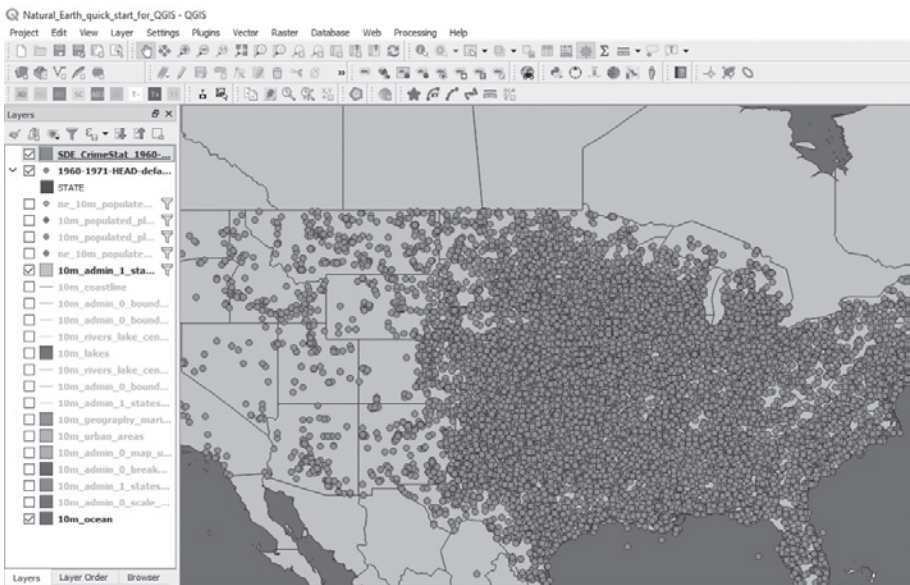 Natural_Earth_quick_start_for_QGIS - QGIS
Project Edit View Layer Settings Plugins Vector Raster Database Web Processing Help
Layers
SDE_CrimeStat_1960-...
1960-1971-HEAD-defa...
STATE
ne_10m_populate...
10m_populated_pl...
10m_populated_pl...
ne_10m_populate...
10m_admin_1_sta...
10m_coastline
10m_admin_0_bound...
10m_admin_0_bound...
10m_rivers_lake_cen...
10m_lakes
10m_rivers_lake_cen...
10m_admin_0_bound...
10m_admin_1_states...
10m_geography_mari...
10m_urban_areas
10m_admin_0_map_u...
10m_admin_0_break...
10m_admin_1_states...
10m_admin_0_scale_...
10m_ocean
Layers Layer Order Browser